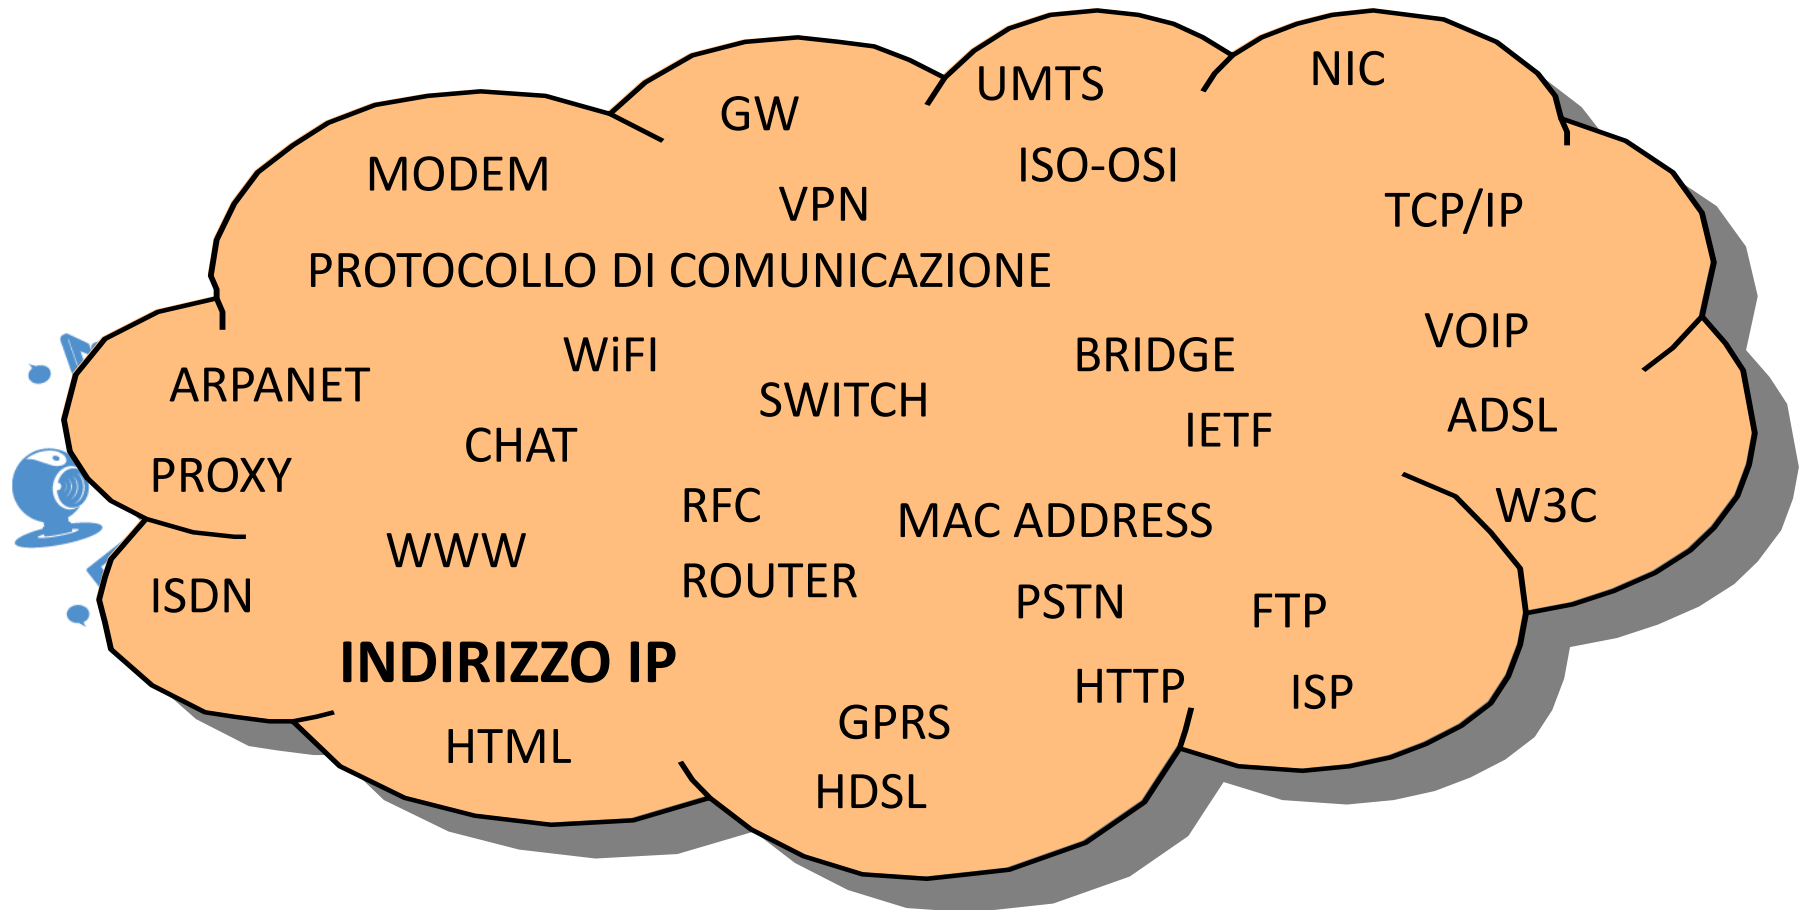 NIC
UMTS
GW
ISO-OSI
MODEM
VPN
TCP/IP
PROTOCOLLO DI COMUNICAZIONE
VOIP
WiFI
BRIDGE
ARPANET
SWITCH
ADSL
IETF
CHAT
PROXY
RFC
W3C
MAC ADDRESS
WWW
ROUTER
ISDN
PSTN
FTP
INDIRIZZO IP
HTTP
ISP
GPRS
HTML
HDSL